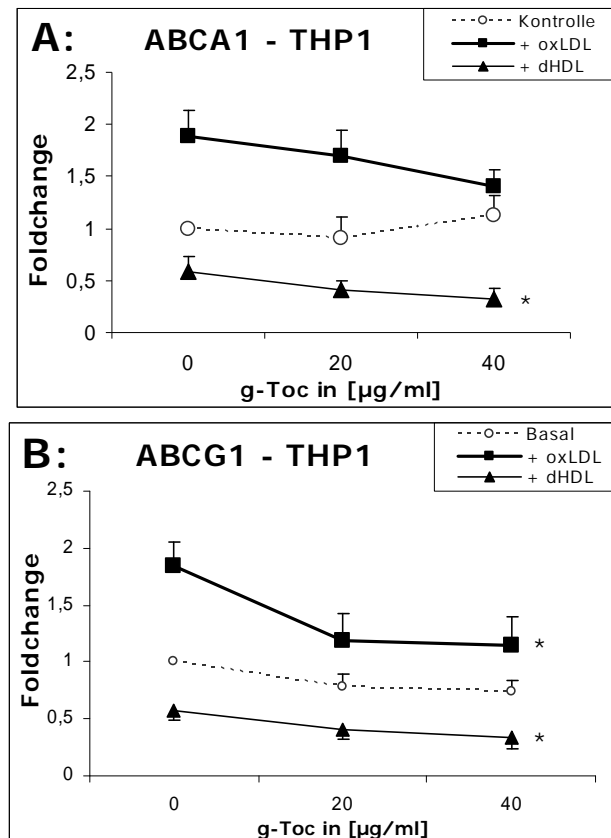 A: ABCA1 - THP1
Kontrolle
+ oxLDL
+ dHDL
Foldchange
2,5
2
1,5
1
0,5
0
*
0 20 40
g-Toc in [µg/ml]
B: ABCG1 - THP1
Basal
+ oxLDL
+ dHDL
Foldchange
2
1,5
1
0,5
0
*
*
0 20 40
g-Toc in [µg/ml]